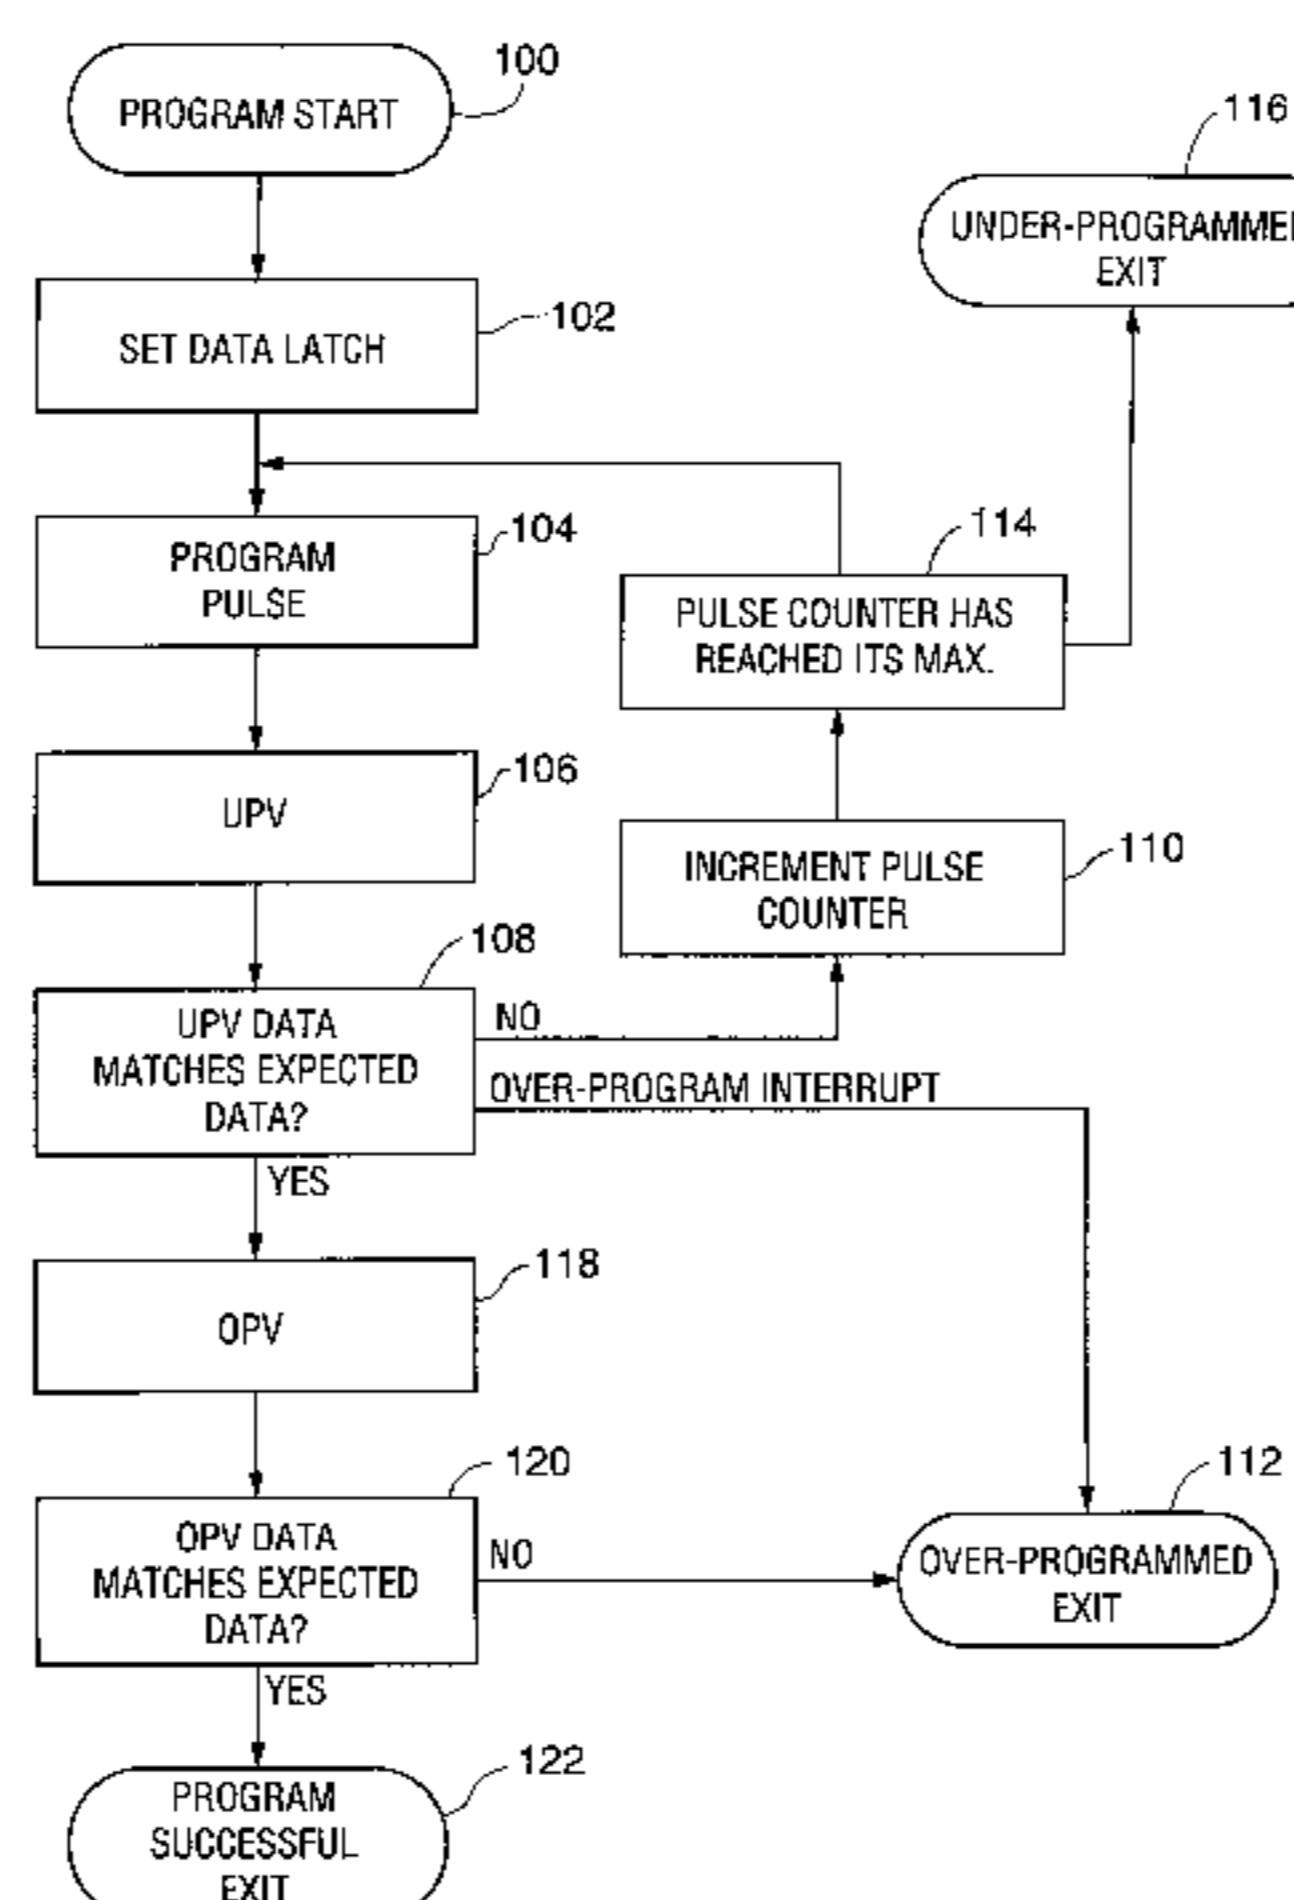 100
PROGRAM START
116
UNDER-PROGRAMME
EXIT
102
SET DATA LATCH
104
PROGRAM
PULSE
114
PULSE COUNTER HAS
REACHED ITS MAX.
106
UPV
110
INCREMENT PULSE
COUNTER
108
UPV DATA
MATCHES EXPECTED
DATA?
NO
OVER-PROGRAM INTERRUPT
YES
118
OPV
120
OPV DATA
MATCHES EXPECTED
DATA?
NO
112
OVER-PROGRAMMED
EXIT
YES
122
PROGRAM
SUCCESSFUL
EXIT